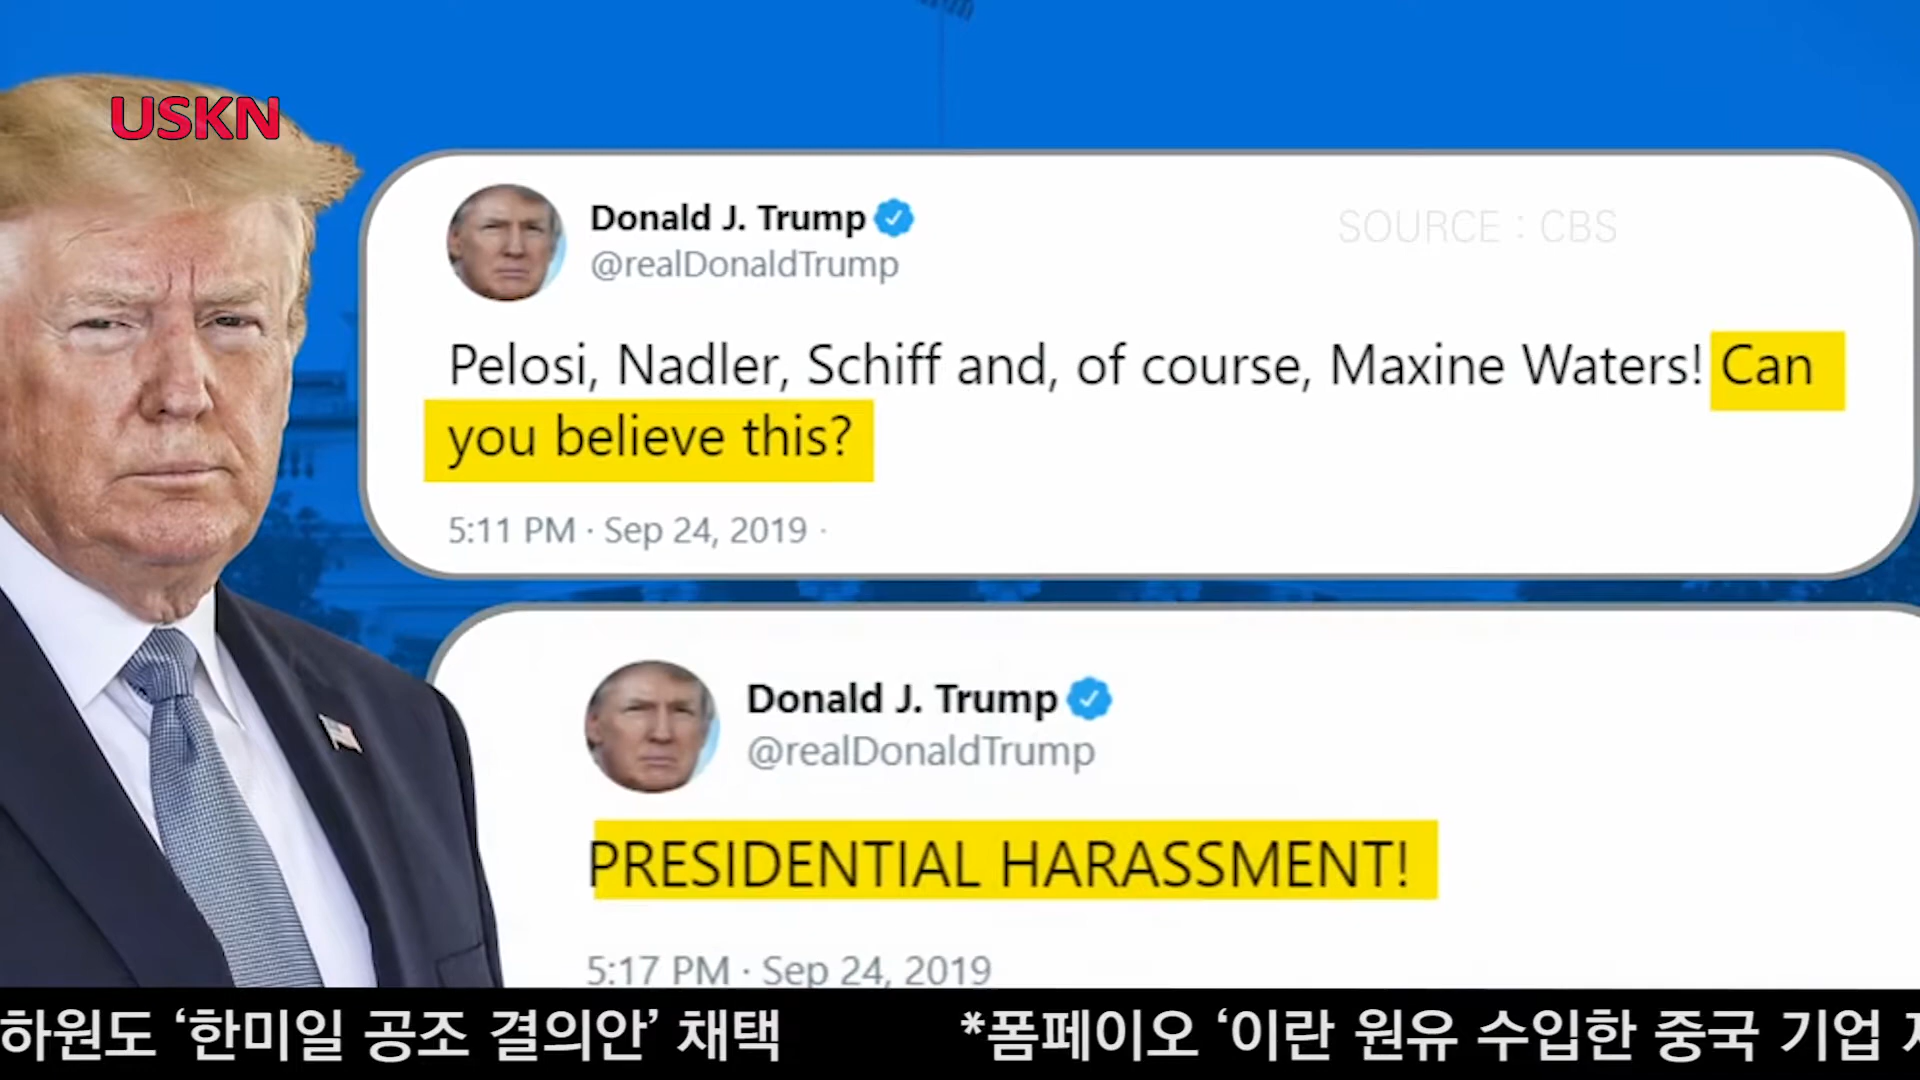 USKN
Donald J. Trump
@realDonaldTrump
SOURCE : CBS
Pelosi, Nadler, Schiff and, of course, Maxine Waters! Can
you believe this?
5:11 PM · Sep 24, 2019 ·
Donald J. Trump
@realDonaldTrump
PRESIDENTIAL HARASSMENT!
5:17 PM · Sep 24, 2019
하원도 ‘한미일 공조 결의안’ 채택 *폼페이오 ‘이란 원유 수입한 중국 기업